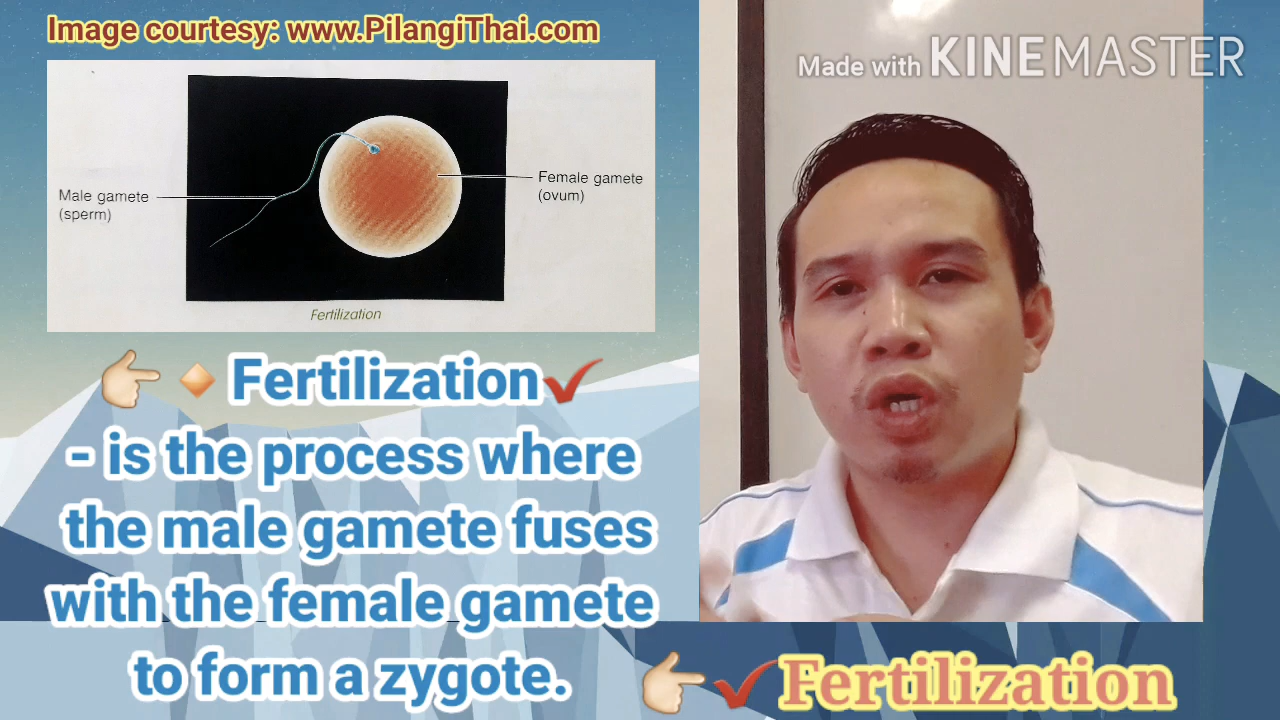 Image courtesy: www.PilangiThai.com
Made with KINEMASTER
Male gamete
(sperm)
Female gamete
(ovum)
Fertilization
👉🔸Fertilization✔
- is the process where
the male gamete fuses
with the female gamete
to form a zygote.
👉✔Fertilization